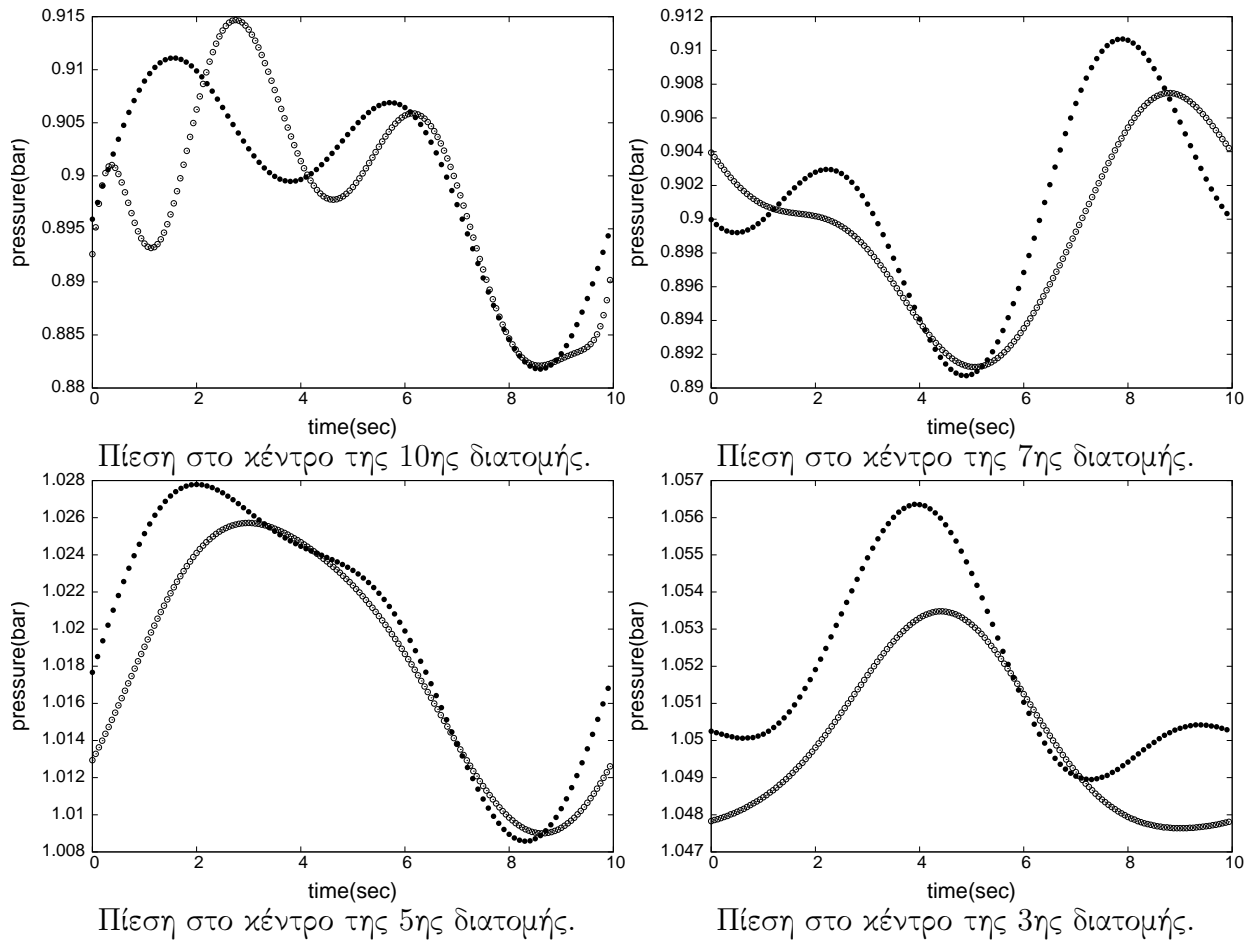 0.915
0.91
0.905
0.9
0.895
0.89
0.885
0.88
pressure(bar)
0 2 4 6 8 10
time(sec)
Πίεση στο κέντρο της 10ης διατομής.
0.912
0.91
0.908
0.906
0.904
0.902
0.9
0.898
0.896
0.894
0.892
0.89
pressure(bar)
0 2 4 6 8 10
time(sec)
Πίεση στο κέντρο της 7ης διατομής.
1.028
1.026
1.024
1.022
1.02
1.018
1.016
1.014
1.012
1.01
1.008
pressure(bar)
0 2 4 6 8 10
time(sec)
Πίεση στο κέντρο της 5ης διατομής.
1.057
1.056
1.055
1.054
1.053
1.052
1.051
1.05
1.049
1.048
1.047
pressure(bar)
0 2 4 6 8 10
time(sec)
Πίεση στο κέντρο της 3ης διατομής.